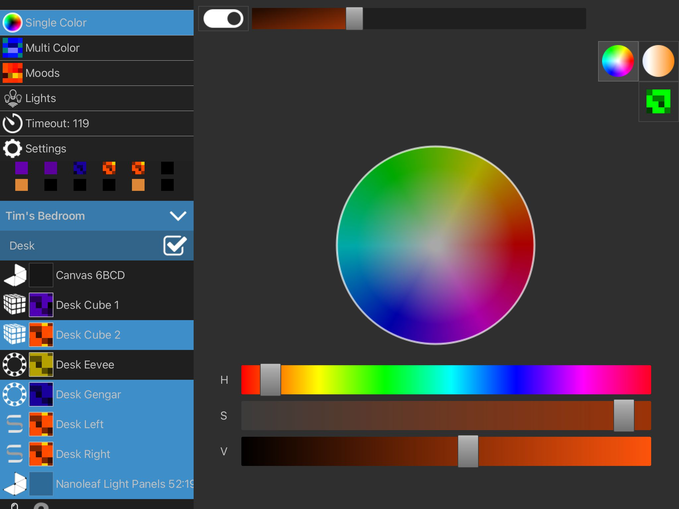 Single Color
Multi Color
Moods
Lights
Timeout: 119
Settings
Tim's Bedroom
Desk
Canvas 6BCD
Desk Cube 1
Desk Cube 2
Desk Eevee
Desk Gengar
Desk Left
Desk Right
Nanoleaf Light Panels 52:19
H
S
V